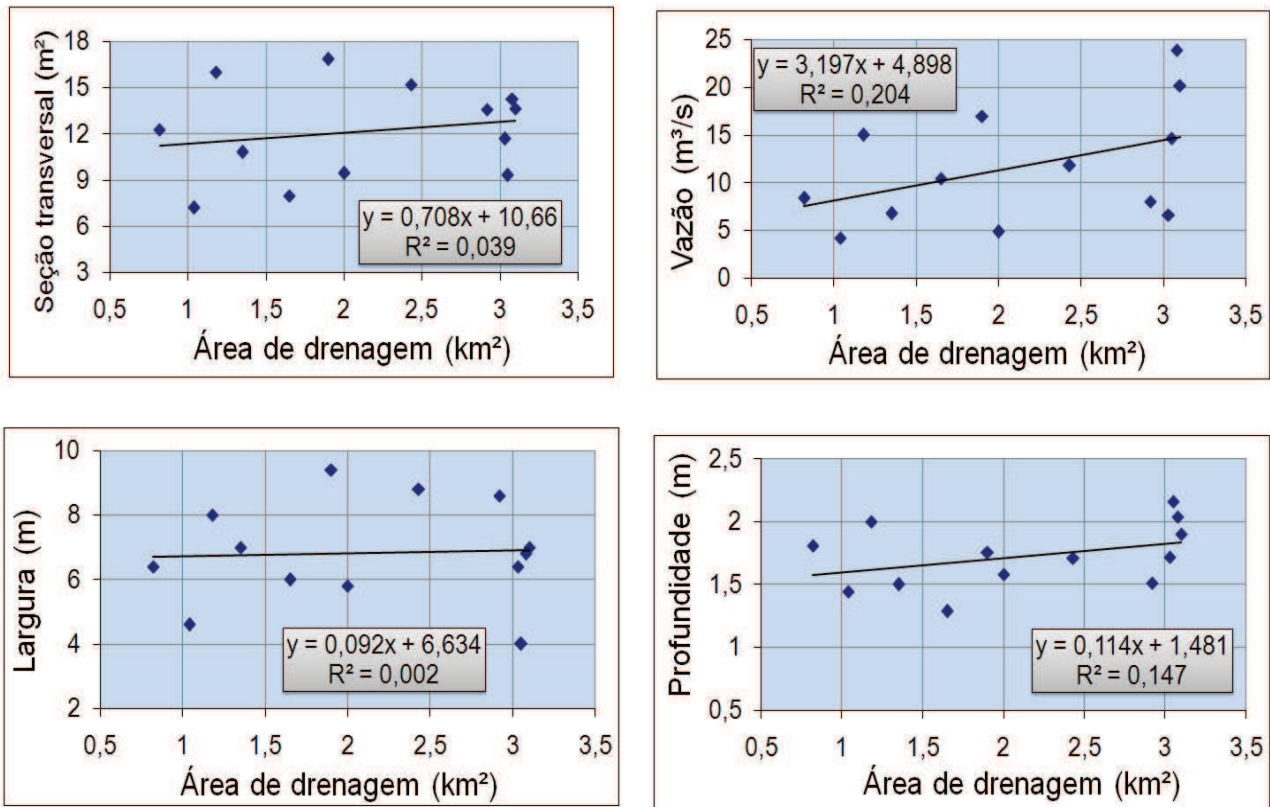 Seção transversal (m²)
18
15
12
9
6
3
y = 0,708x + 10,66
R² = 0,039
0,5 1 1,5 2 2,5 3 3,5
Área de drenagem (km²)
Vazão (m³/s)
25
20
15
10
5
0
y = 3,197x + 4,898
R² = 0,204
0,5 1 1,5 2 2,5 3 3,5
Área de drenagem (km²)
Largura (m)
10
8
6
4
2
y = 0,092x + 6,634
R² = 0,002
0,5 1 1,5 2 2,5 3 3,5
Área de drenagem (km²)
Profundidade (m)
2,5
2
1,5
1
0,5
y = 0,114x + 1,481
R² = 0,147
0,5 1 1,5 2 2,5 3 3,5
Área de drenagem (km²)